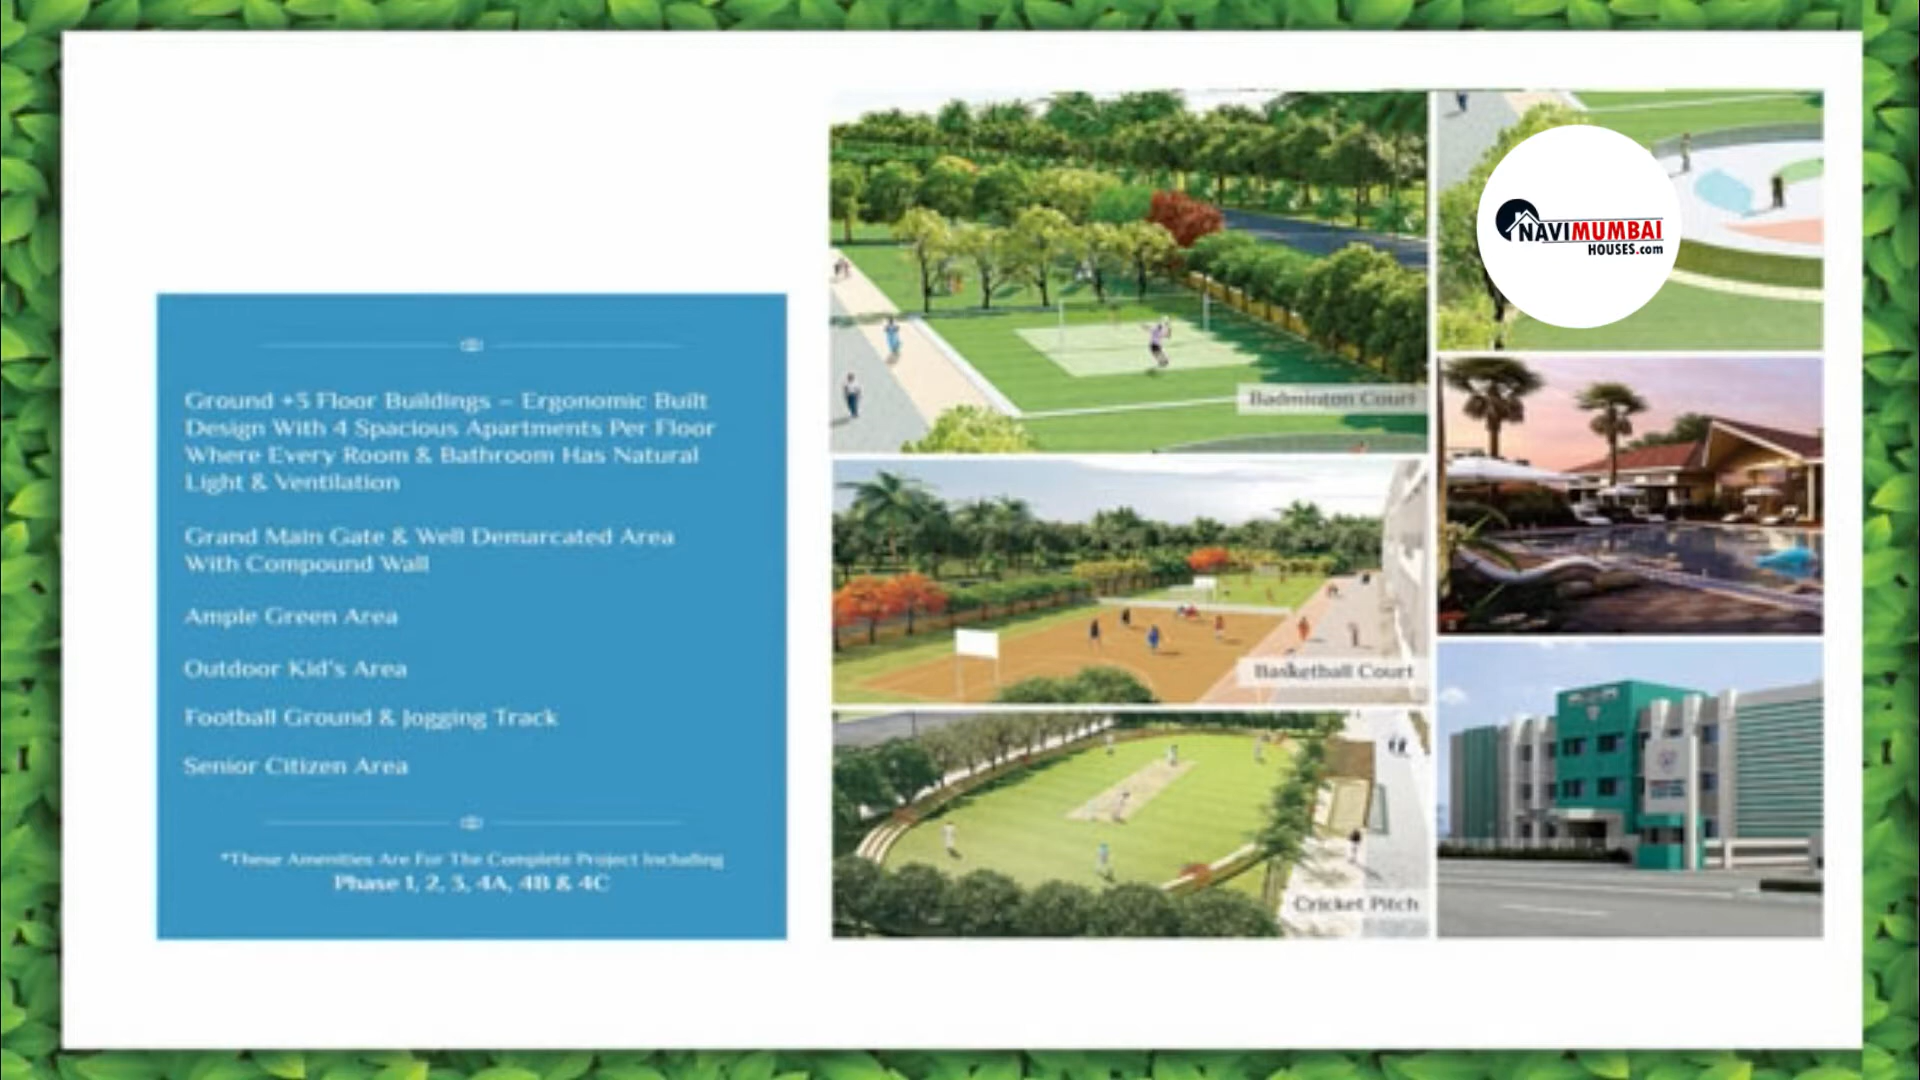 Ground +5 Floor Buildings – Ergonomic Built
Design With 4 Spacious Apartments Per Floor
Where Every Room & Bathroom Has Natural
Light & Ventilation
Grand Main Gate & Well Demarcated Area
With Compound Wall
Ample Green Area
Outdoor Kid's Area
Football Ground & Jogging Track
Senior Citizen Area
*These Amenities Are For The Complete Project Including
Phase 1, 2, 3, 4A, 4B & 4C
Badminton Court
Basketball Court
Cricket Pitch
NAVIMUMBAI
HOUSES.com